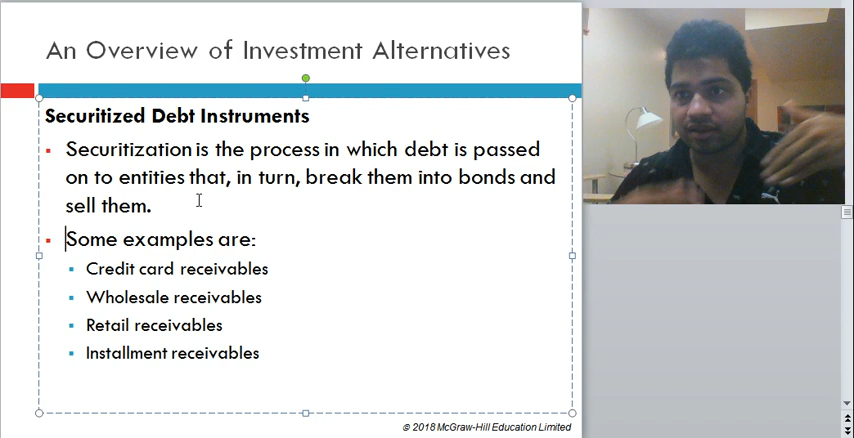 An Overview of Investment Alternatives
Securitized Debt Instruments
Securitization is the process in which debt is passed
on to entities that, in turn, break them into bonds and
sell them.
Some examples are:
Credit card receivables
Wholesale receivables
Retail receivables
Installment receivables
© 2018 McGraw-Hill Education Limited